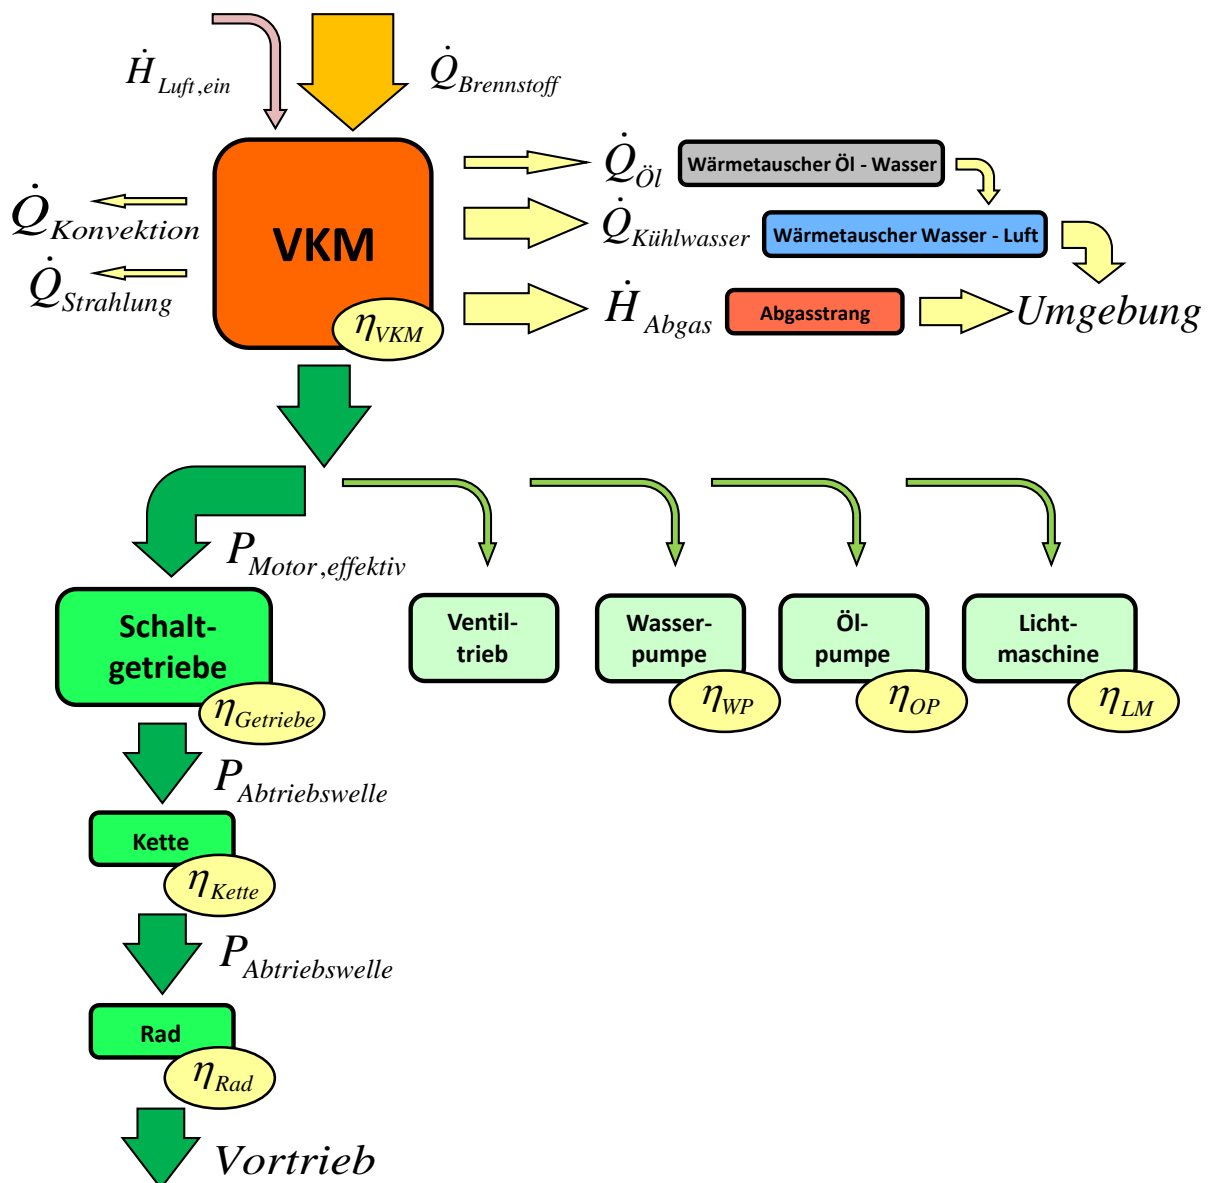 Ḣ Luft,ein
Q̇ Brennstoff
Q̇ Öl
Wärmetauscher Öl - Wasser
Q̇ Konvektion
VKM
Q̇ Kühlwasser
Wärmetauscher Wasser - Luft
Q̇ Strahlung
η VKM
Ḣ Abgas
Abgasstrang
Umgebung
P Motor,effektiv
Schalt-
getriebe
η Getriebe
Ventil-
trieb
Wasser-
pumpe
η WP
Öl-
pumpe
η OP
Licht-
maschine
η LM
P Abtriebswelle
Kette
η Kette
P Abtriebswelle
Rad
η Rad
Vortrieb